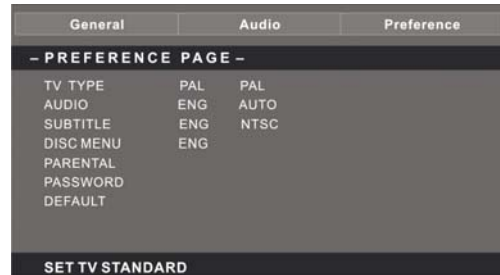 General Audio Preference
– PREFERENCE PAGE –
TV TYPE PAL PAL
AUDIO ENG AUTO
SUBTITLE ENG NTSC
DISC MENU ENG
PARENTAL
PASSWORD
DEFAULT
SET TV STANDARD